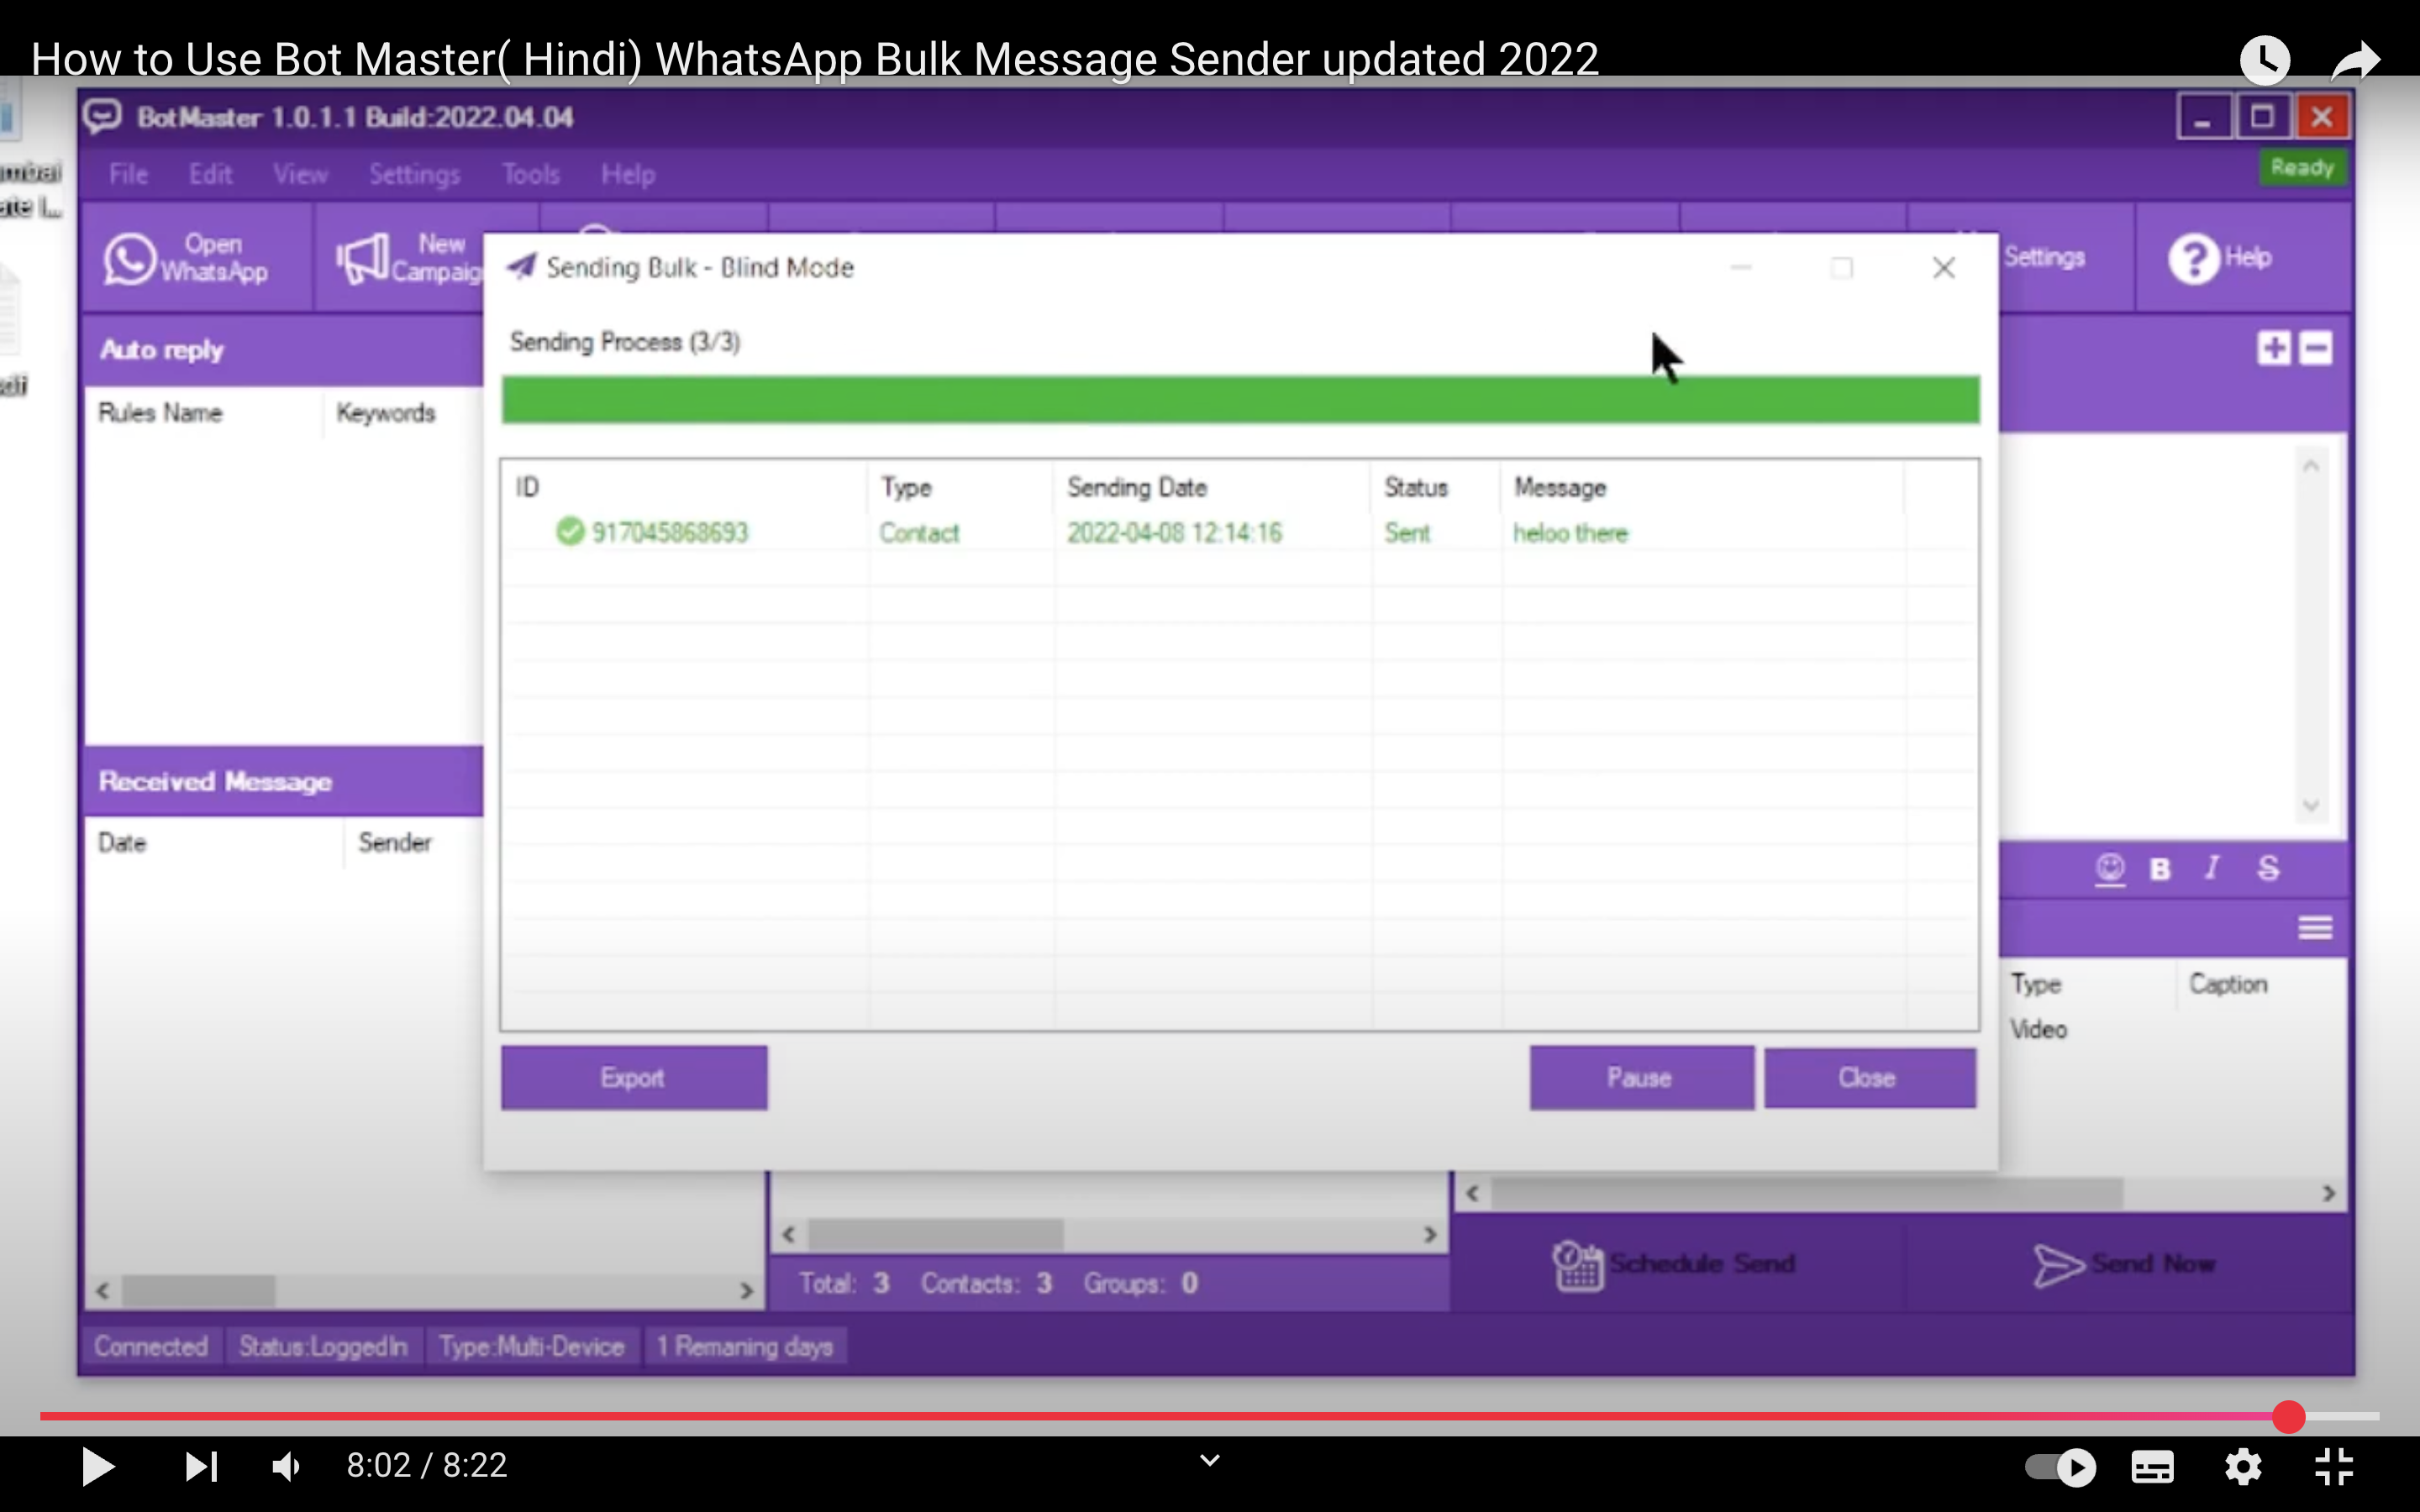 How to Use Bot Master( Hindi) WhatsApp Bulk Message Sender updated 2022
BotMaster 1.0.1.1 Build:2022.04.04
File Edit View Settings Tools Help
Ready
Open WhatsApp
New
Settings
Help
Sending Bulk - Blind Mode
Sending Process (3/3)
Auto reply
Rules Name Keywords
ID Type Sending Date Status Message
917045868693 Contact 2022-04-08 12:14:16 Sent heloo there
Received Message
Date Sender
B I S
Type Caption
Video
Export Pause Close
Total: 3 Contacts: 3 Groups: 0
Schedule Send
Send Now
Connected Status:LoggedIn Type:Multi-Device 1 Remaning days
8:02 / 8:22